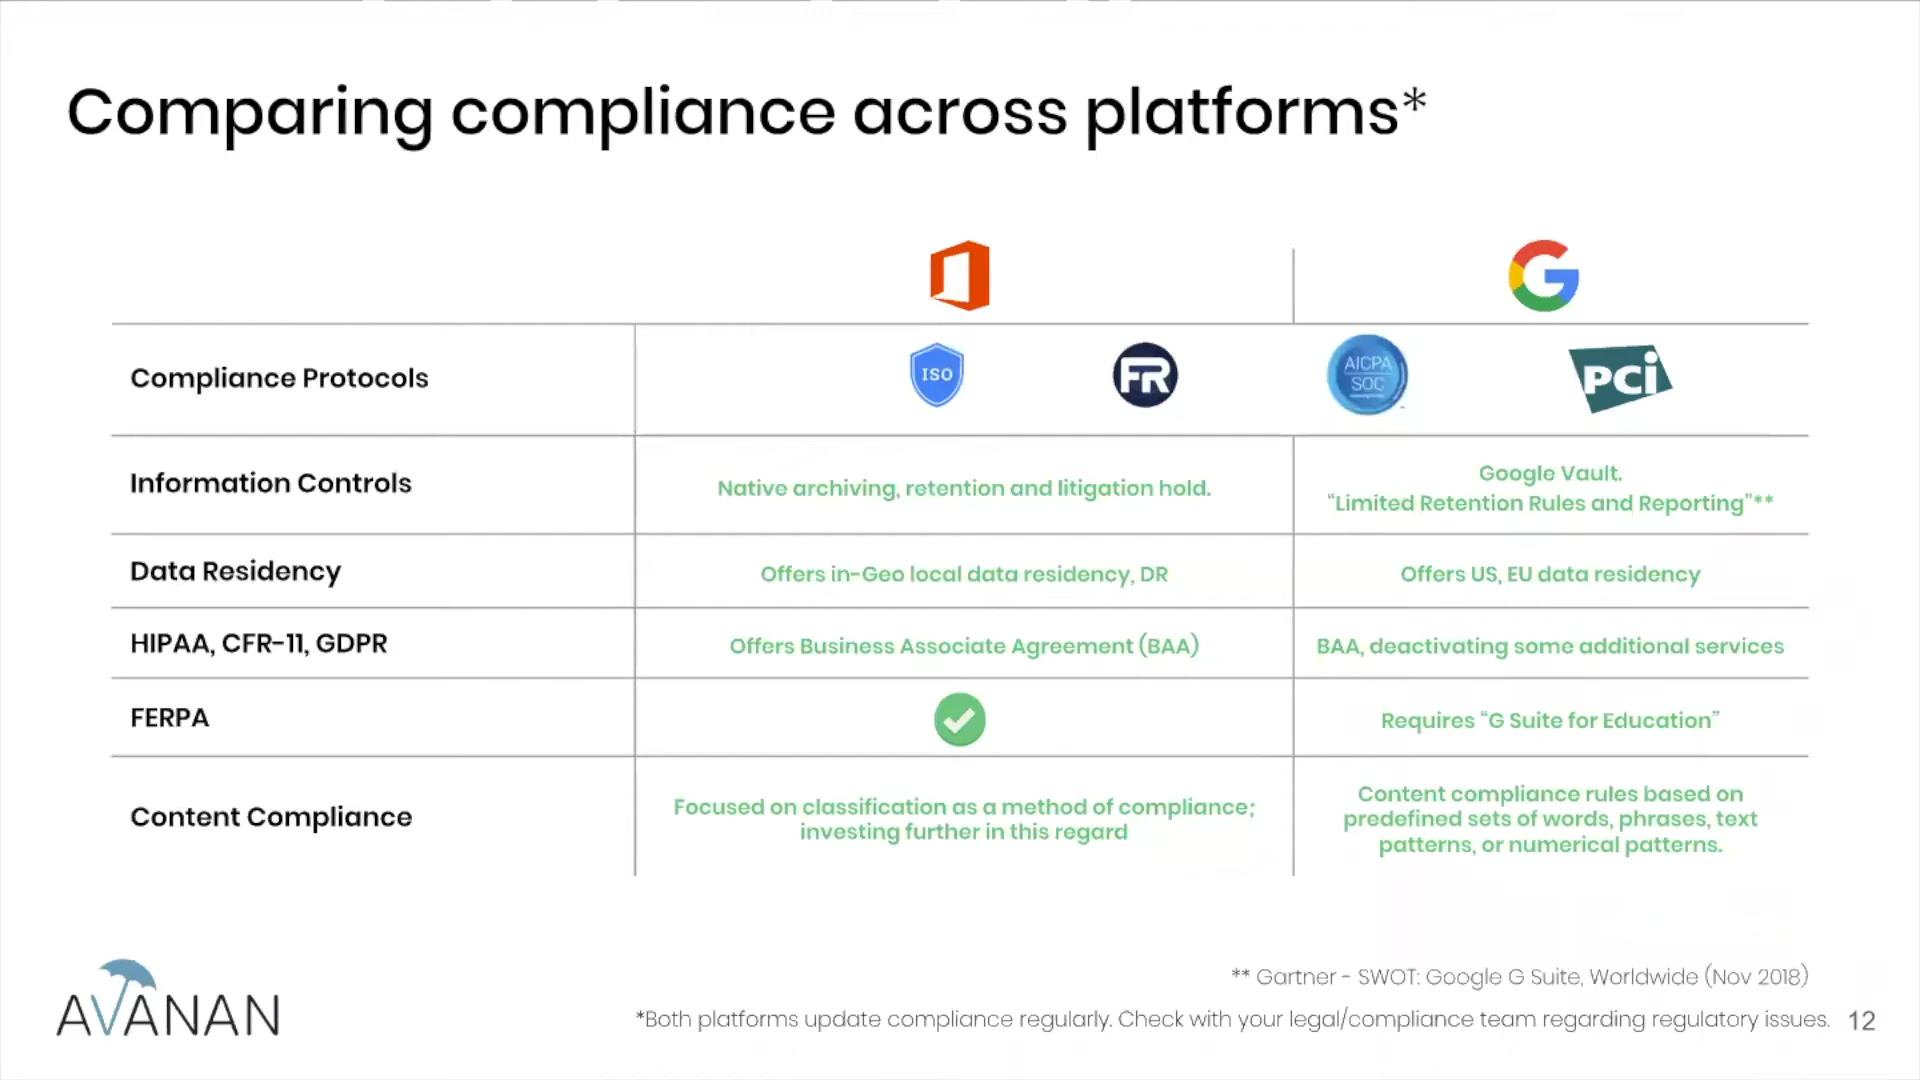 Comparing compliance across platforms*
Compliance Protocols
ISO
FR
AICPA
SOC
PCi
Information Controls
Native archiving, retention and litigation hold.
Google Vault.
“Limited Retention Rules and Reporting”**
Data Residency
Offers in-Geo local data residency, DR
Offers US, EU data residency
HIPAA, CFR-11, GDPR
Offers Business Associate Agreement (BAA)
BAA, deactivating some additional services
FERPA
Requires “G Suite for Education”
Content Compliance
Focused on classification as a method of compliance;
investing further in this regard
Content compliance rules based on
predefined sets of words, phrases, text
patterns, or numerical patterns.
AVANAN
** Gartner - SWOT: Google G Suite, Worldwide (Nov 2018)
*Both platforms update compliance regularly. Check with your legal/compliance team regarding regulatory issues.
12